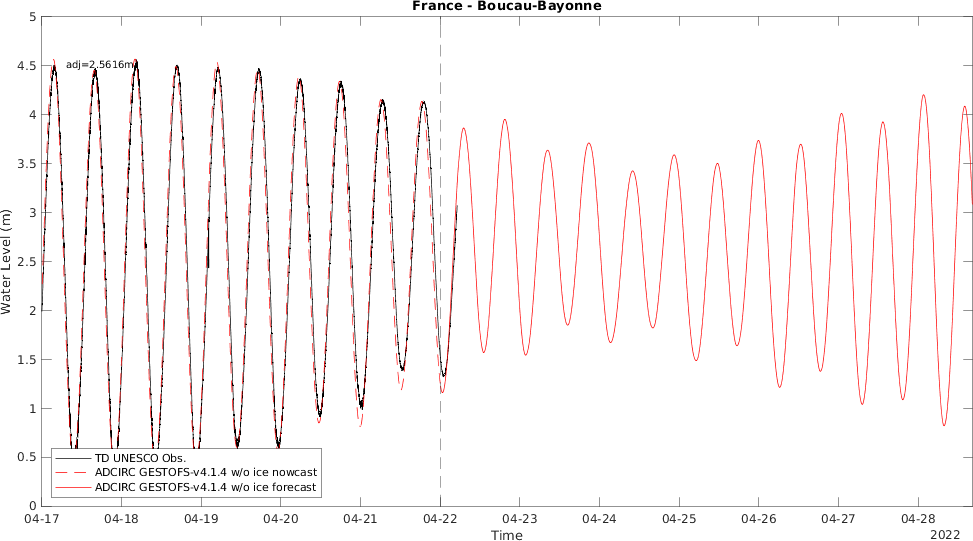 France - Boucau-Bayonne
5
4.5
4
3.5
3
2.5
2
1.5
1
0.5
0
Water Level (m)
adj=2.5616m
TD UNESCO Obs.
ADCIRC GESTOFS-v4.1.4 w/o ice nowcast
ADCIRC GESTOFS-v4.1.4 w/o ice forecast
04-17 04-18 04-19 04-20 04-21 04-22 04-23 04-24 04-25 04-26 04-27 04-28
Time
2022